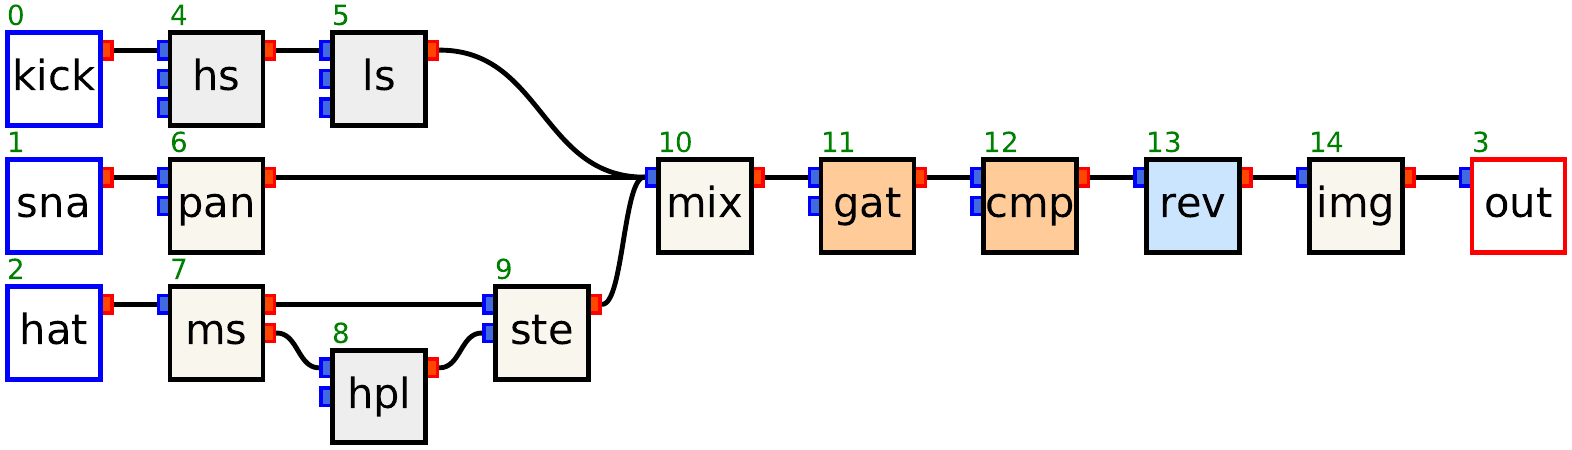 0 4 5
kick hs ls
1 6 10 11 12 13 14 3
sna pan mix gat cmp rev img out
2 7 9
hat ms ste
8
hpl